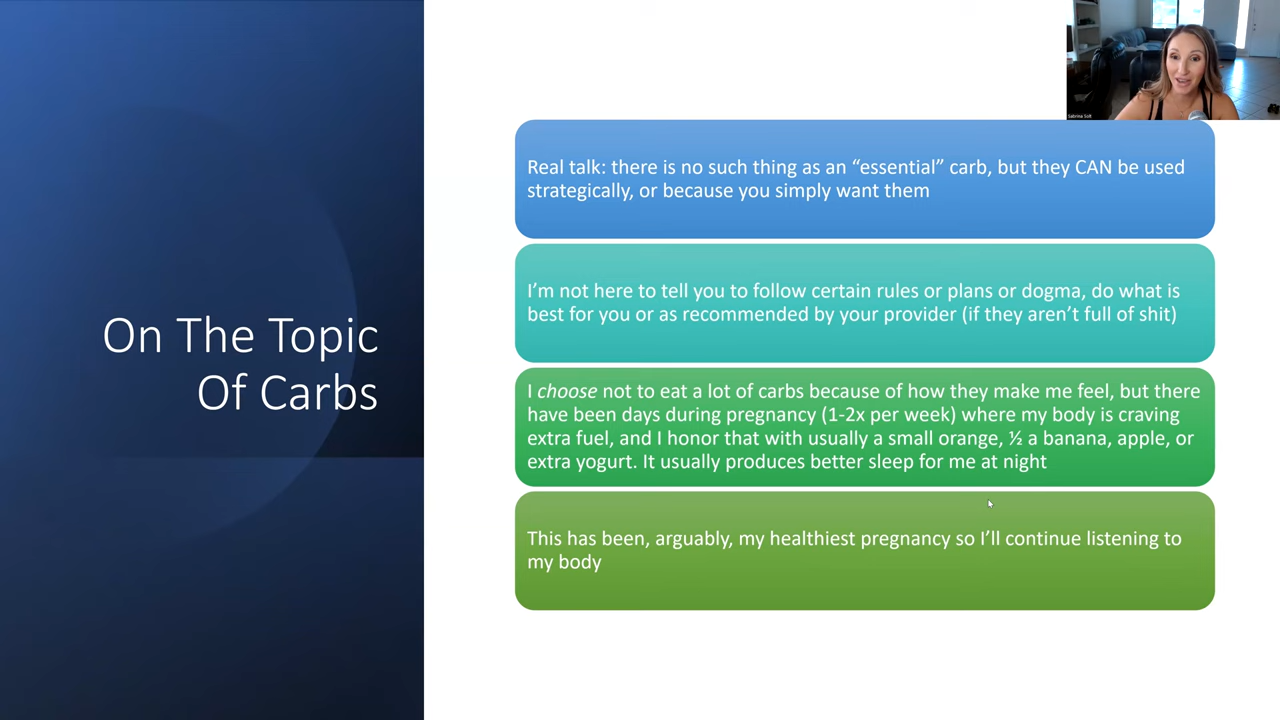 On The Topic
Of Carbs
Real talk: there is no such thing as an “essential” carb, but they CAN be used
strategically, or because you simply want them
I’m not here to tell you to follow certain rules or plans or dogma, do what is
best for you or as recommended by your provider (if they aren’t full of shit)
I choose not to eat a lot of carbs because of how they make me feel, but there
have been days during pregnancy (1-2x per week) where my body is craving
extra fuel, and I honor that with usually a small orange, ½ a banana, apple, or
extra yogurt. It usually produces better sleep for me at night
This has been, arguably, my healthiest pregnancy so I’ll continue listening to
my body
Sabrina Solt